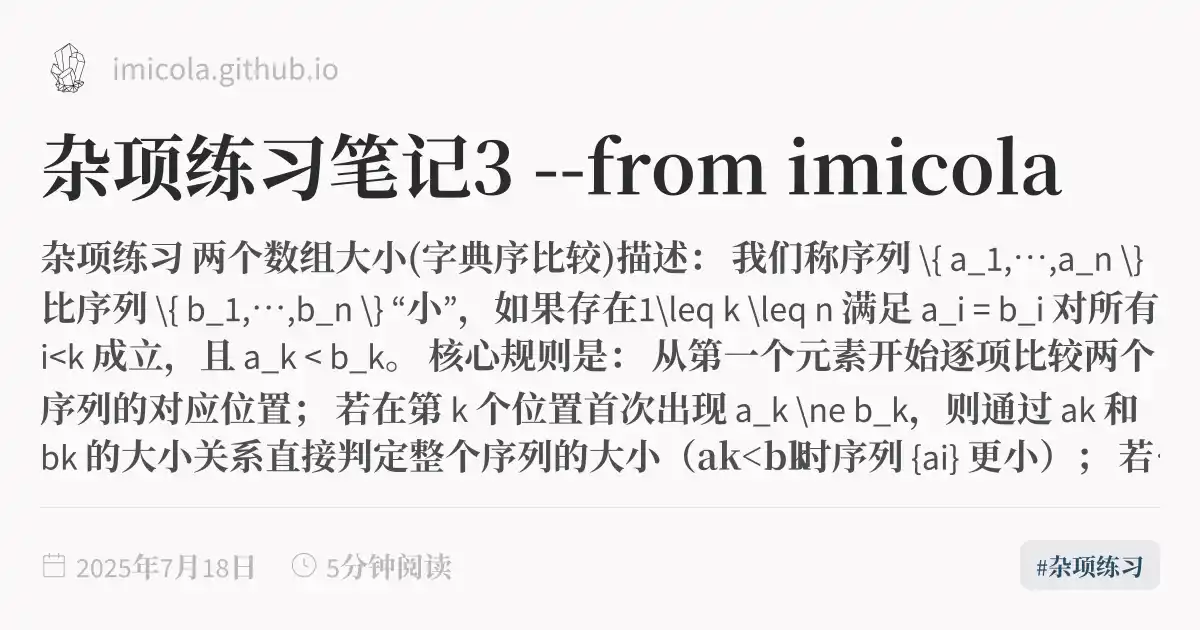 imicola.github.io
杂项练习笔记3 --from imicola
杂项练习 两个数组大小(字典序比较)描述： 我们称序列 \{ a_1,⋯,a_n \}
比序列 \{ b_1,⋯,b_n \} “小”，如果存在1\leq k \leq n 满足 a_i = b_i 对所有
i<k 成立，且 a_k < b_k。 核心规则是： 从第一个元素开始逐项比较两个
序列的对应位置； 若在第 k 个位置首次出现 a_k \ne b_k，则通过 ak 和
bk 的大小关系直接判定整个序列的大小（ak<bk时序列 {ai} 更小）； 若
2025年7月18日 5分钟阅读
#杂项练习